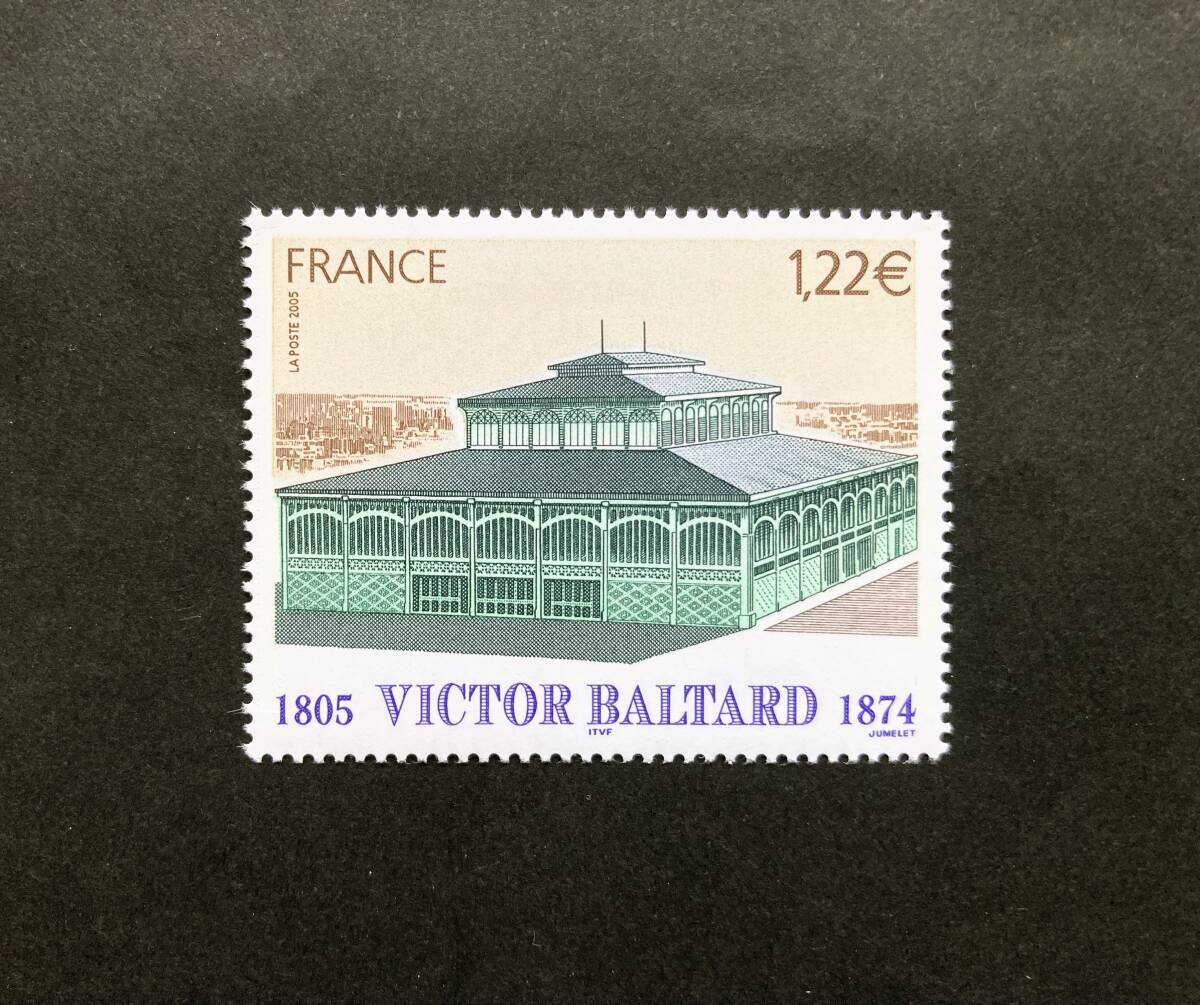 FRANCE
1,22€
LA POSTE 2005
1805 VICTOR BALTARD 1874
ITVF
JUMELET